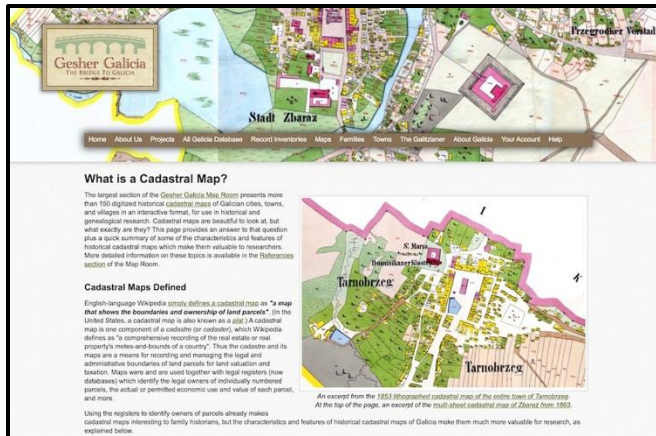 Przegrodker Vorstadt
Gesher Galicia
THE BRIDGE TO GALICIA
Stadt Zbaraz
Home About Us Projects All Galicia Database Record Inventories Maps Families Towns The Galitzianer About Galicia Your Account Help
What is a Cadastral Map?
The largest section of the Gesher Galicia Map Room presents more
than 150 digitized historical cadastral maps of Galician cities, towns,
and villages in an interactive format, for use in historical and
genealogical research. Cadastral maps are beautiful to look at, but
what exactly are they? This page provides an answer to that question
plus a quick summary of some of the characteristics and features of
historical cadastral maps which make them valuable to researchers.
More detailed information on these topics is available in the References
section of the Map Room.
Cadastral Maps Defined
English-language Wikipedia simply defines a cadastral map as "a map
that shows the boundaries and ownership of land parcels". (In the
United States, a cadastral map is also known as a plat.) A cadastral
map is one component of a cadastre (or cadaster), which Wikipedia
defines as "a comprehensive recording of the real estate or real
property's metes-and-bounds of a country". Thus the cadastre and its
maps are a means for recording and managing the legal and
administrative boundaries of land parcels for land valuation and
taxation. Maps were and are used together with legal registers (now
databases) which identify the legal owners of individually numbered
parcels, the actual or permitted economic use and value of each parcel,
and more.
I
K
St. Maria
Dominikaner Kloster
Tarnobrzeg
Tarnobrzeg
An excerpt from the 1853 lithographed cadastral map of the entire town of Tarnobrzeg.
At the top of the page, an excerpt of the multi-sheet cadastral map of Zbaraz from 1863.
Using the registers to identify owners of parcels already makes
cadastral maps interesting to family historians, but the characteristics and features of historical cadastral maps of Galicia make them much more valuable for research, as
explained below.